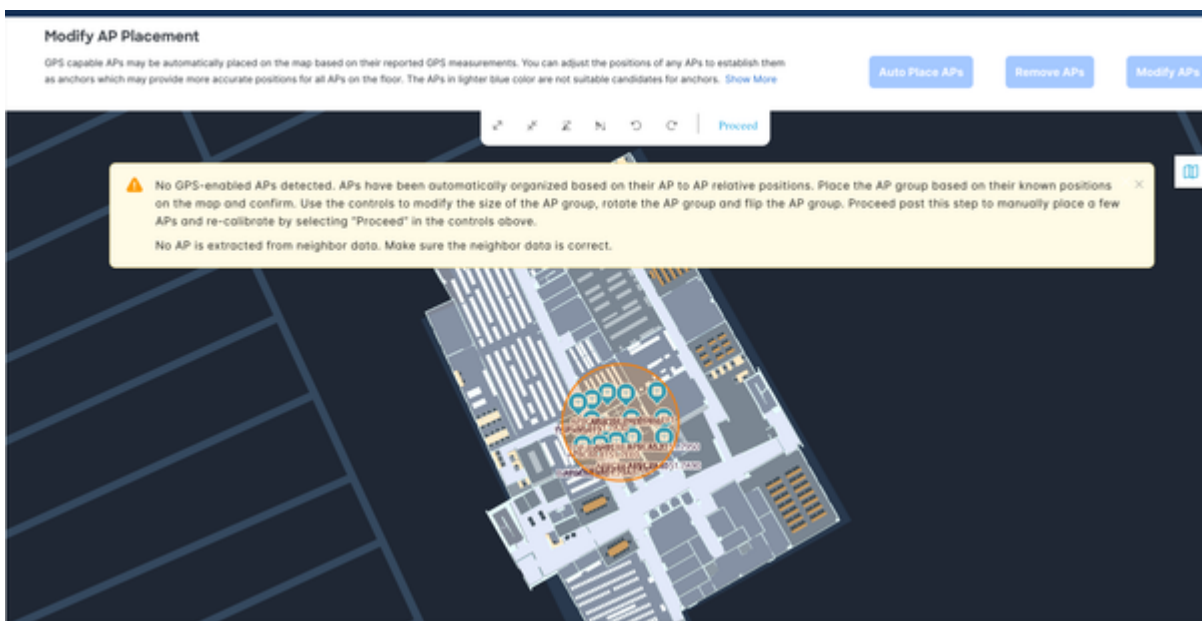 Modify AP Placement
GPS capable APs may be automatically placed on the map based on their reported GPS measurements. You can adjust the positions of any APs to establish them
as anchors which may provide more accurate positions for all APs on the floor. The APs in lighter blue color are not suitable candidates for anchors. Show More
Auto Place APs
Remove APs
Modify APs
Proceed
No GPS-enabled APs detected. APs have been automatically organized based on their AP to AP relative positions. Place the AP group based on their known positions
on the map and confirm. Use the controls to modify the size of the AP group, rotate the AP group and flip the AP group. Proceed past this step to manually place a few
APs and re-calibrate by selecting "Proceed" in the controls above.
No AP is extracted from neighbor data. Make sure the neighbor data is correct.